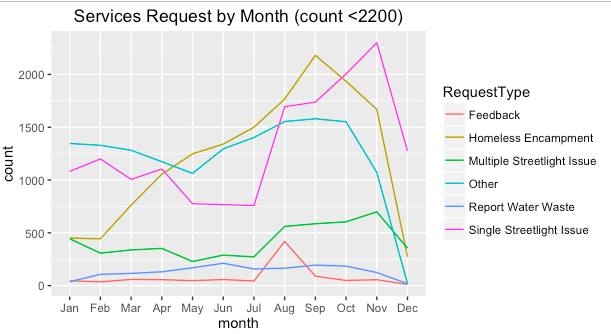 Services Request by Month (count <2200)
count
2000
1500
1000
500
0
Jan Feb Mar Apr May Jun Jul Aug Sep Oct Nov Dec
month
RequestType
Feedback
Homeless Encampment
Multiple Streetlight Issue
Other
Report Water Waste
Single Streetlight Issue